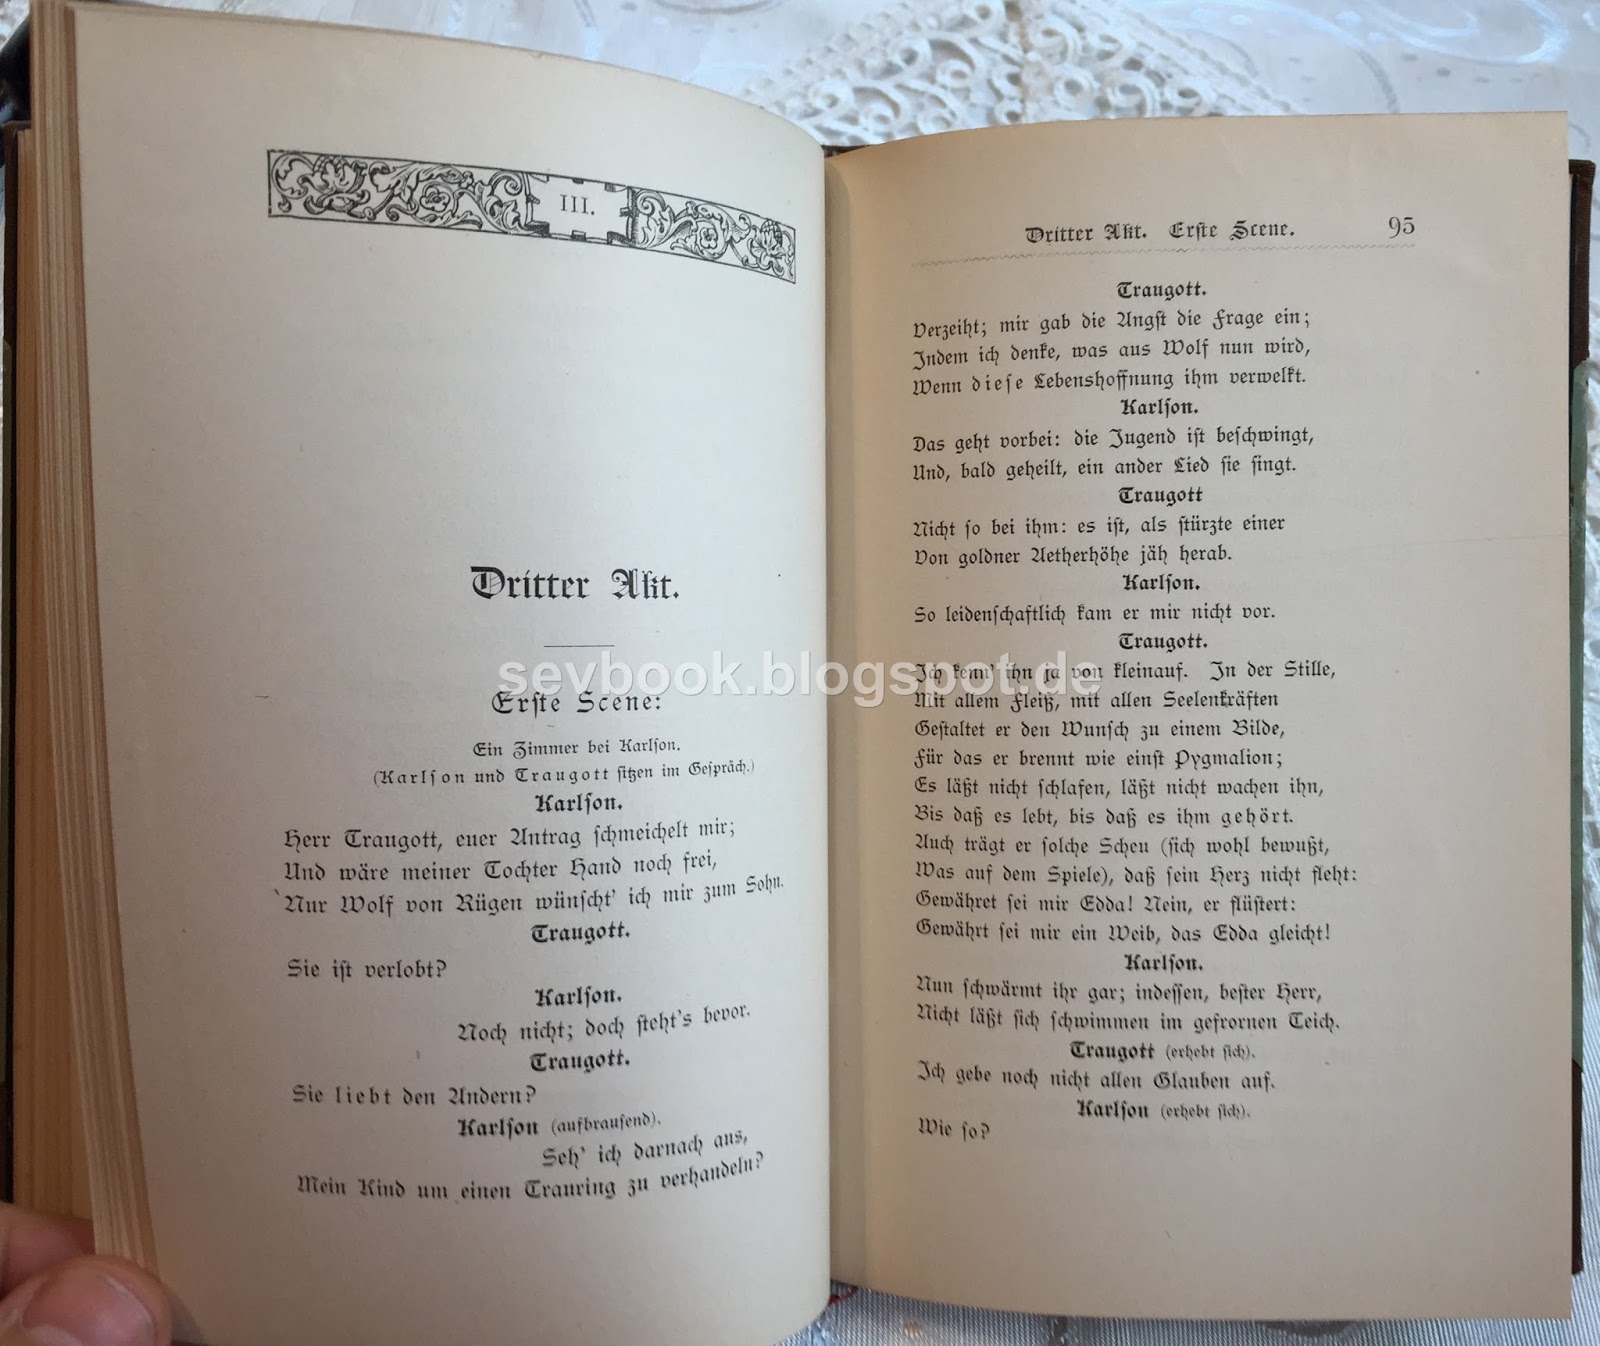 III.
Dritter Akt.
Erſte Scene:
Ein Zimmer bei Karlſon.
(Karlſon und Traugott ſitzen im Geſpräch.)
Karlſon.
Herr Traugott, euer Antrag ſchmeichelt mir;
Und wäre meiner Tochter Hand noch frei,
Nur Wolf von Rügen wünſcht' ich mir zum Sohn.
Traugott.
Sie iſt verlobt?
Karlſon.
Noch nicht; doch ſteht's bevor.
Traugott.
Sie liebt den Andern?
Karlſon (aufbrauſend).
Seh' ich darnach aus,
Mein Kind um einen Trauring zu verhandeln?
Dritter Akt. Erſte Scene. 95
Traugott.
Verzeiht; mir gab die Angſt die Frage ein;
Indem ich denke, was aus Wolf nun wird,
Wenn dieſe Lebenshoffnung ihm verwelkt.
Karlſon.
Das geht vorbei: die Jugend iſt beſchwingt,
Und, bald geheilt, ein ander Lied ſie ſingt.
Traugott
Nicht ſo bei ihm: es iſt, als ſtürzte einer
Von goldner Aetherhöhe jäh herab.
Karlſon.
So leidenſchaftlich kam er mir nicht vor.
Traugott.
Ich kenn' ihn ja von kleinauf. In der Stille,
Mit allem Fleiß, mit allen Seelenkräften
Geſtaltet er den Wunſch zu einem Bilde,
Für das er brennt wie einſt Pygmalion;
Es läßt nicht ſchlafen, läßt nicht wachen ihn,
Bis daß es lebt, bis daß es ihm gehört.
Auch trägt er ſolche Scheu (ſich wohl bewußt,
Was auf dem Spiele), daß ſein Herz nicht fleht:
Gewähret ſei mir Edda! Nein, er flüſtert:
Gewährt ſei mir ein Weib, das Edda gleicht!
Karlſon.
Nun ſchwärmt ihr gar; indeſſen, beſter Herr,
Nicht läßt ſich ſchwimmen im gefrornen Teich.
Traugott (erhebt ſich).
Ich gebe noch nicht allen Glauben auf.
Karlſon (erhebt ſich).
Wie ſo?
sevbook.blogspot.de